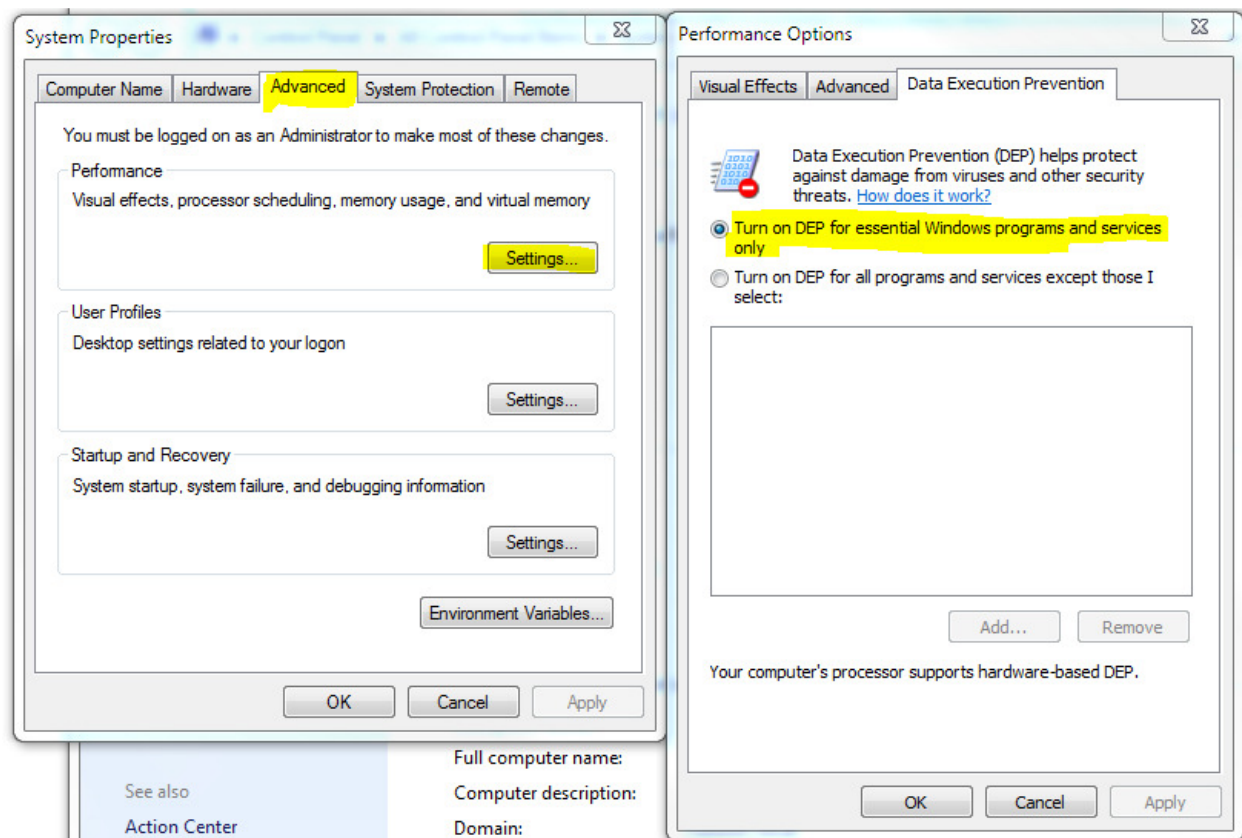 System Properties
Computer Name
Hardware
Advanced
System Protection
Remote
You must be logged on as an Administrator to make most of these changes.
Performance
Visual effects, processor scheduling, memory usage, and virtual memory
Settings...
User Profiles
Desktop settings related to your logon
Settings...
Startup and Recovery
System startup, system failure, and debugging information
Settings...
Environment Variables...
OK
Cancel
Apply
Performance Options
Visual Effects
Advanced
Data Execution Prevention
Data Execution Prevention (DEP) helps protect
against damage from viruses and other security
threats. How does it work?
Turn on DEP for essential Windows programs and services
only
Turn on DEP for all programs and services except those I
select:
Add...
Remove
Your computer's processor supports hardware-based DEP.
OK
Cancel
Apply
See also
Action Center
Full computer name:
Computer description:
Domain: